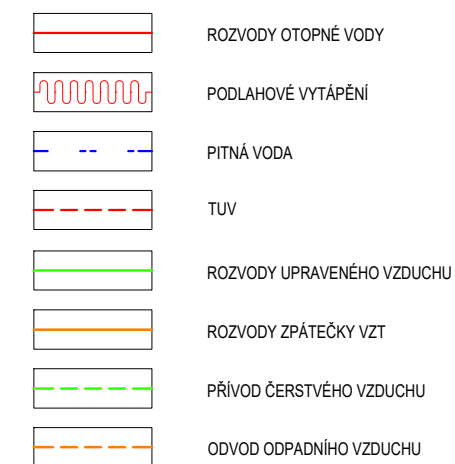 ROZVODY OTOPNÉ VODY
PODLAHOVÉ VYTÁPĚNÍ
PITNÁ VODA
TUV
ROZVODY UPRAVENÉHO VZDUCHU
ROZVODY ZPÁTEČKY VZT
PŘÍVOD ČERSTVÉHO VZDUCHU
ODVOD ODPADNÍHO VZDUCHU